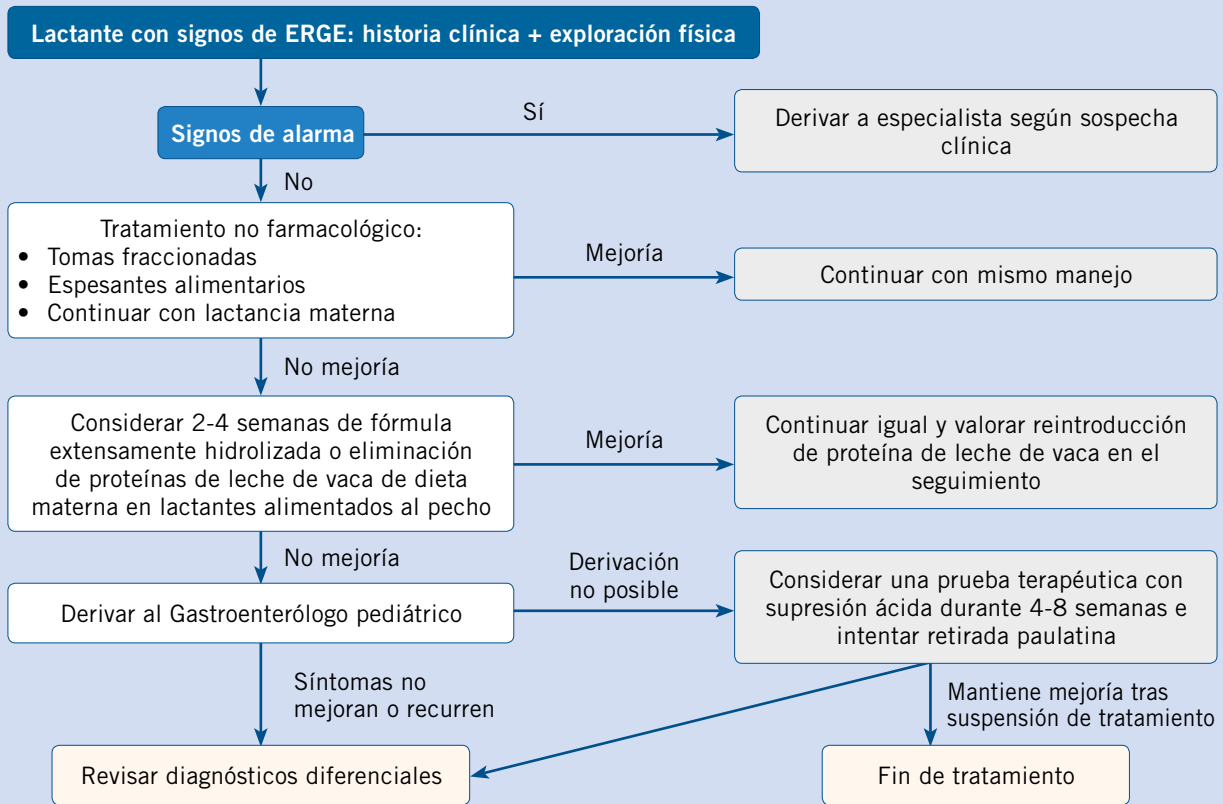 Lactante con signos de ERGE: historia clínica + exploración física
Signos de alarma
Sí
Derivar a especialista según sospecha
clínica
No
Tratamiento no farmacológico:
• Tomas fraccionadas
• Espesantes alimentarios
• Continuar con lactancia materna
Mejoría
Continuar con mismo manejo
No mejoría
Considerar 2-4 semanas de fórmula
extensamente hidrolizada o eliminación
de proteínas de leche de vaca de dieta
materna en lactantes alimentados al pecho
Mejoría
Continuar igual y valorar reintroducción
de proteína de leche de vaca en el
seguimiento
No mejoría
Derivar al Gastroenterólogo pediátrico
Derivación
no posible
Considerar una prueba terapéutica con
supresión ácida durante 4-8 semanas e
intentar retirada paulatina
Síntomas no
mejoran o recurren
Mantiene mejoría tras
suspensión de tratamiento
Revisar diagnósticos diferenciales
Fin de tratamiento